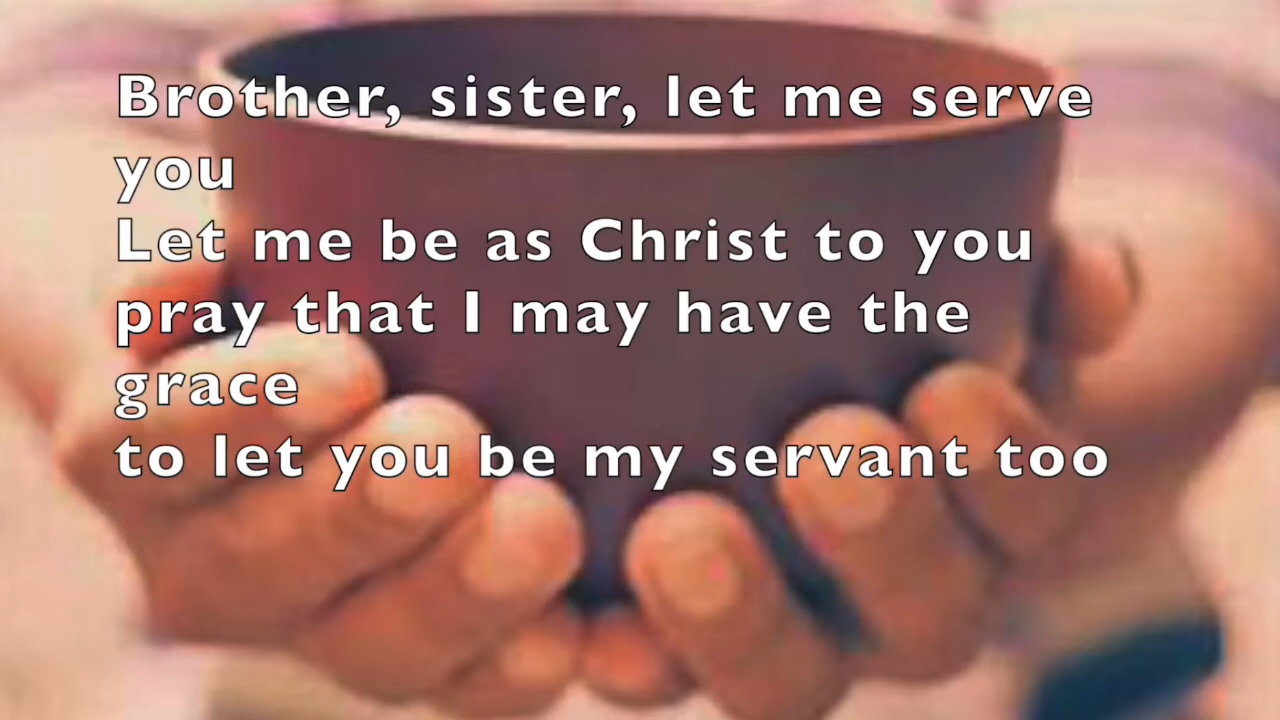 Brother, sister, let me serve
you
Let me be as Christ to you
pray that I may have the
grace
to let you be my servant too